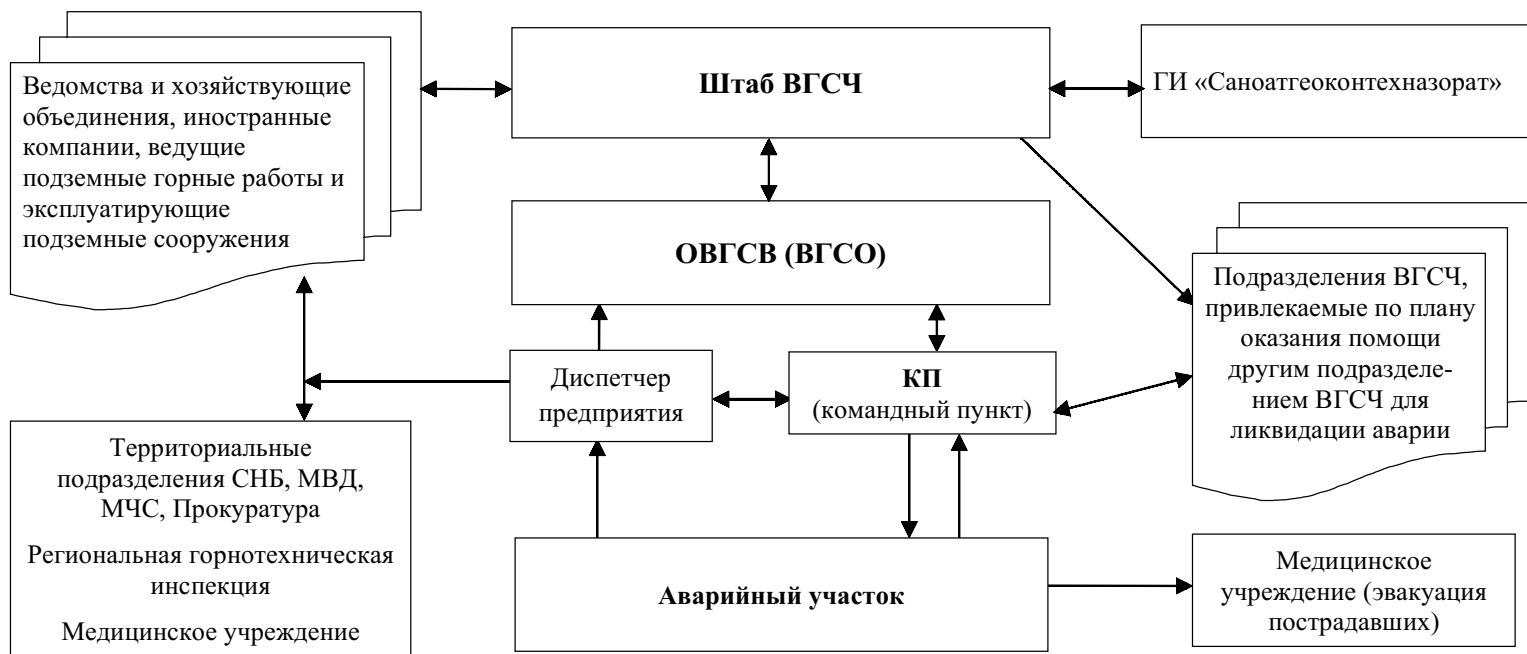 Ведомства и хозяйствующие
объединения, иностранные
компании, ведущие
подземные горные работы и
эксплуатирующие
подземные сооружения
Штаб ВГСЧ
ГИ «Саноатгеоконтехназорат»
ОВГСВ (ВГСО)
Подразделения ВГСЧ,
привлекаемые по плану
оказания помощи
другим подразделе-
нием ВГСЧ для
ликвидации аварии
Диспетчер
предприятия
КП
(командный пункт)
Территориальные
подразделения СНБ, МВД,
МЧС, Прокуратура
Региональная горнотехническая
инспекция
Медицинское учреждение
Аварийный участок
Медицинское
учреждение (эвакуация
пострадавших)